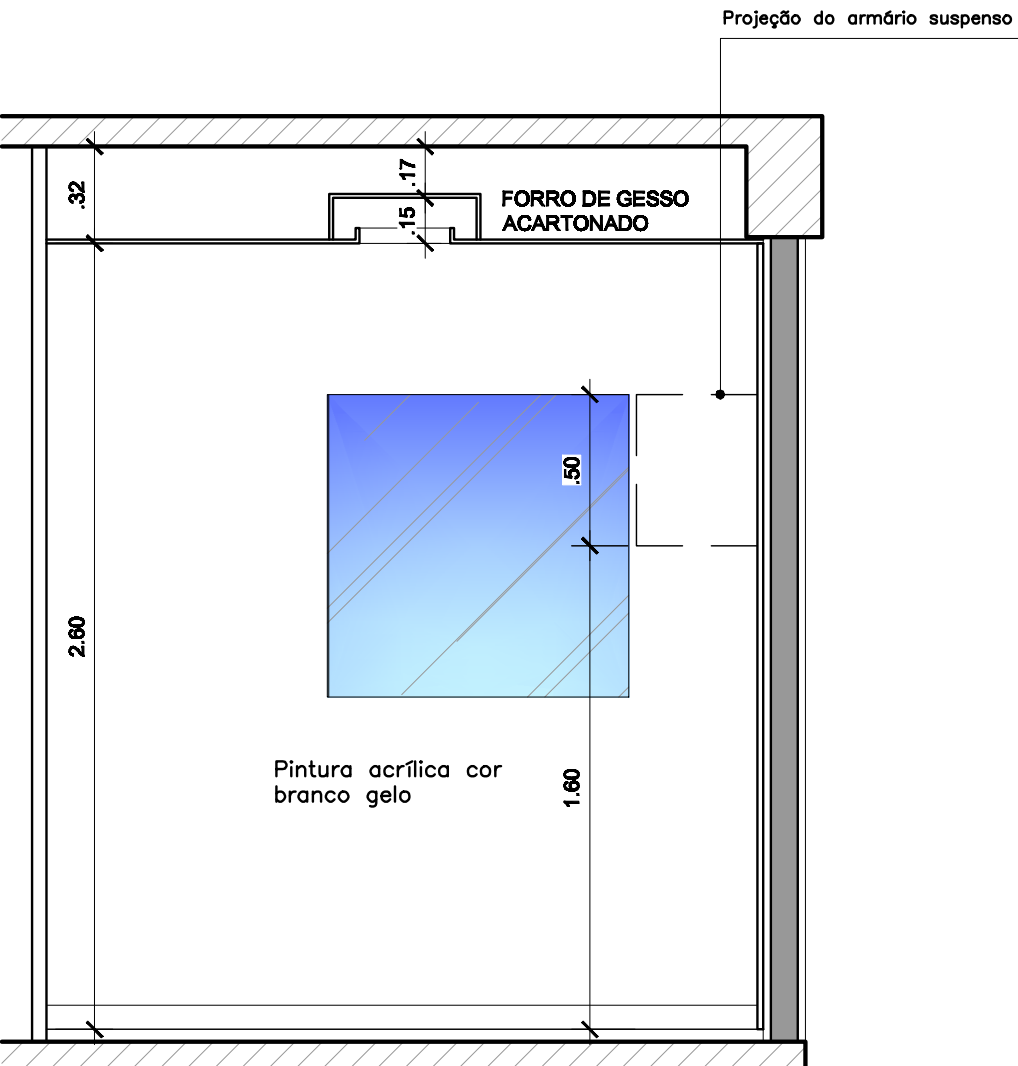 Projeção do armário suspenso
.32
.17
.15
FORRO DE GESSO
ACARTONADO
.50
2.60
Pintura acrílica cor
branco gelo
1.60